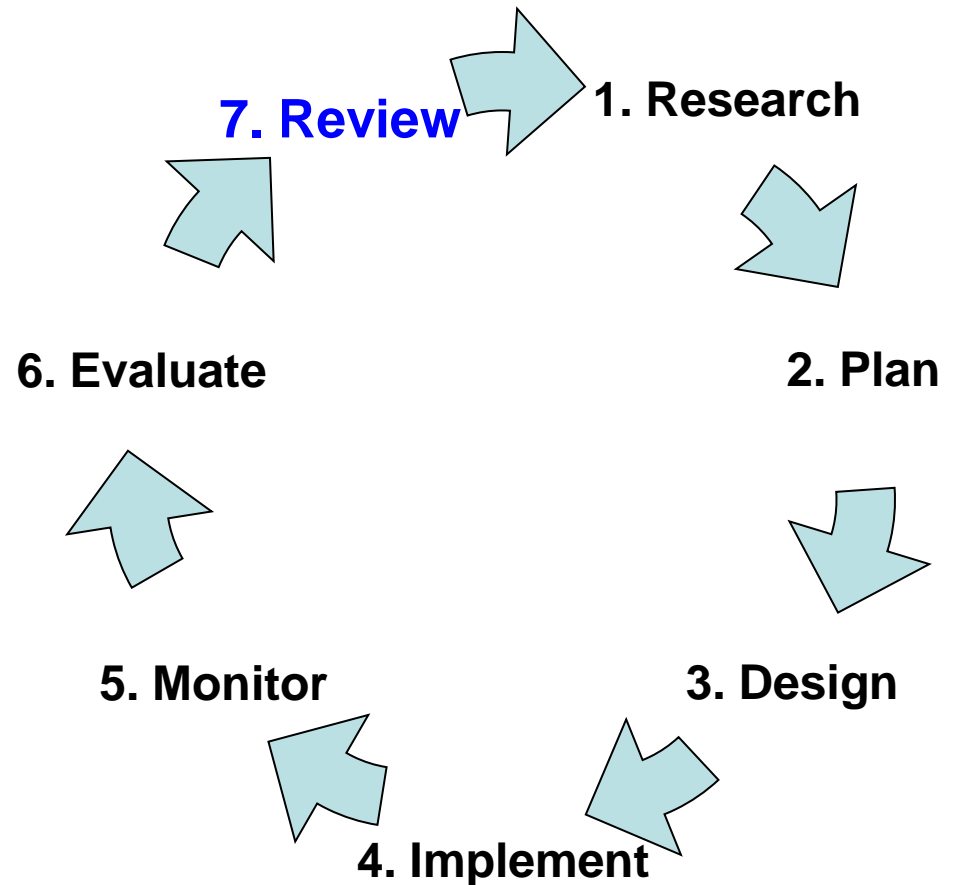 1. Research
2. Plan
3. Design
4. Implement
5. Monitor
6. Evaluate
7. Review